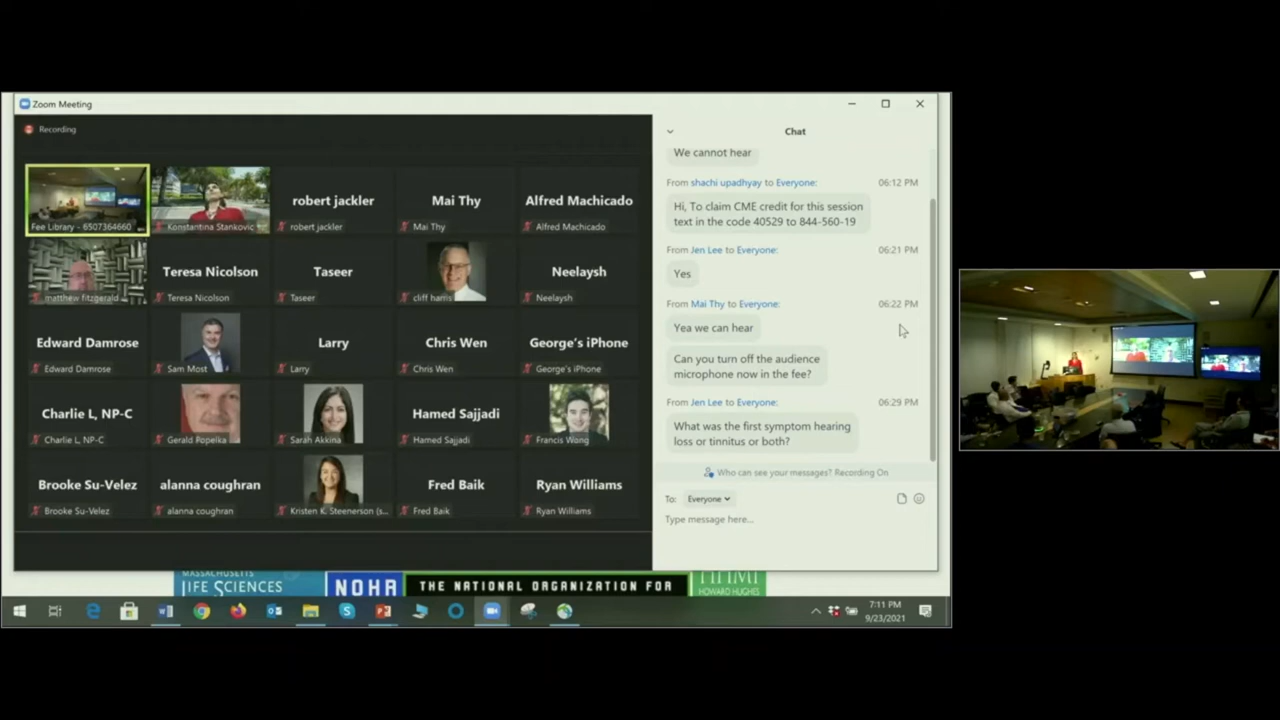 Zoom Meeting
Recording
robert jackler
Mai Thy
Alfred Machicado
Fee Library - 6507364660
Konstantina Stankovic
robert jackler
Mai Thy
Alfred Machicado
Teresa Nicolson
Taseer
Neelaysh
matthew fitzgerald
Teresa Nicolson
Taseer
cliff harris
Neelaysh
Edward Damrose
Larry
Chris Wen
George's iPhone
Edward Damrose
Sam Most
Larry
Chris Wen
George's iPhone
Charlie L, NP-C
Hamed Sajjadi
Charlie L, NP-C
Gerald Popelka
Sarah Akkina
Hamed Sajjadi
Francis Wong
Brooke Su-Velez
alanna coughran
Fred Baik
Ryan Williams
Brooke Su-Velez
alanna coughran
Kristen K. Steenerson (s...
Fred Baik
Ryan Williams
Chat
We cannot hear
From shachi upadhyay to Everyone: 06:12 PM
Hi, To claim CME credit for this session
text in the code 40529 to 844-560-19
From Jen Lee to Everyone: 06:21 PM
Yes
From Mai Thy to Everyone: 06:22 PM
Yea we can hear
Can you turn off the audience
microphone now in the fee?
From Jen Lee to Everyone: 06:29 PM
What was the first symptom hearing
loss or tinnitus or both?
Who can see your messages? Recording On
To: Everyone
Type message here...
MASSACHUSETTS
LIFE SCIENCES
NOHR
THE NATIONAL ORGANIZATION FOR
HHMI
HOWARD HUGHES
7:11 PM
9/23/2021